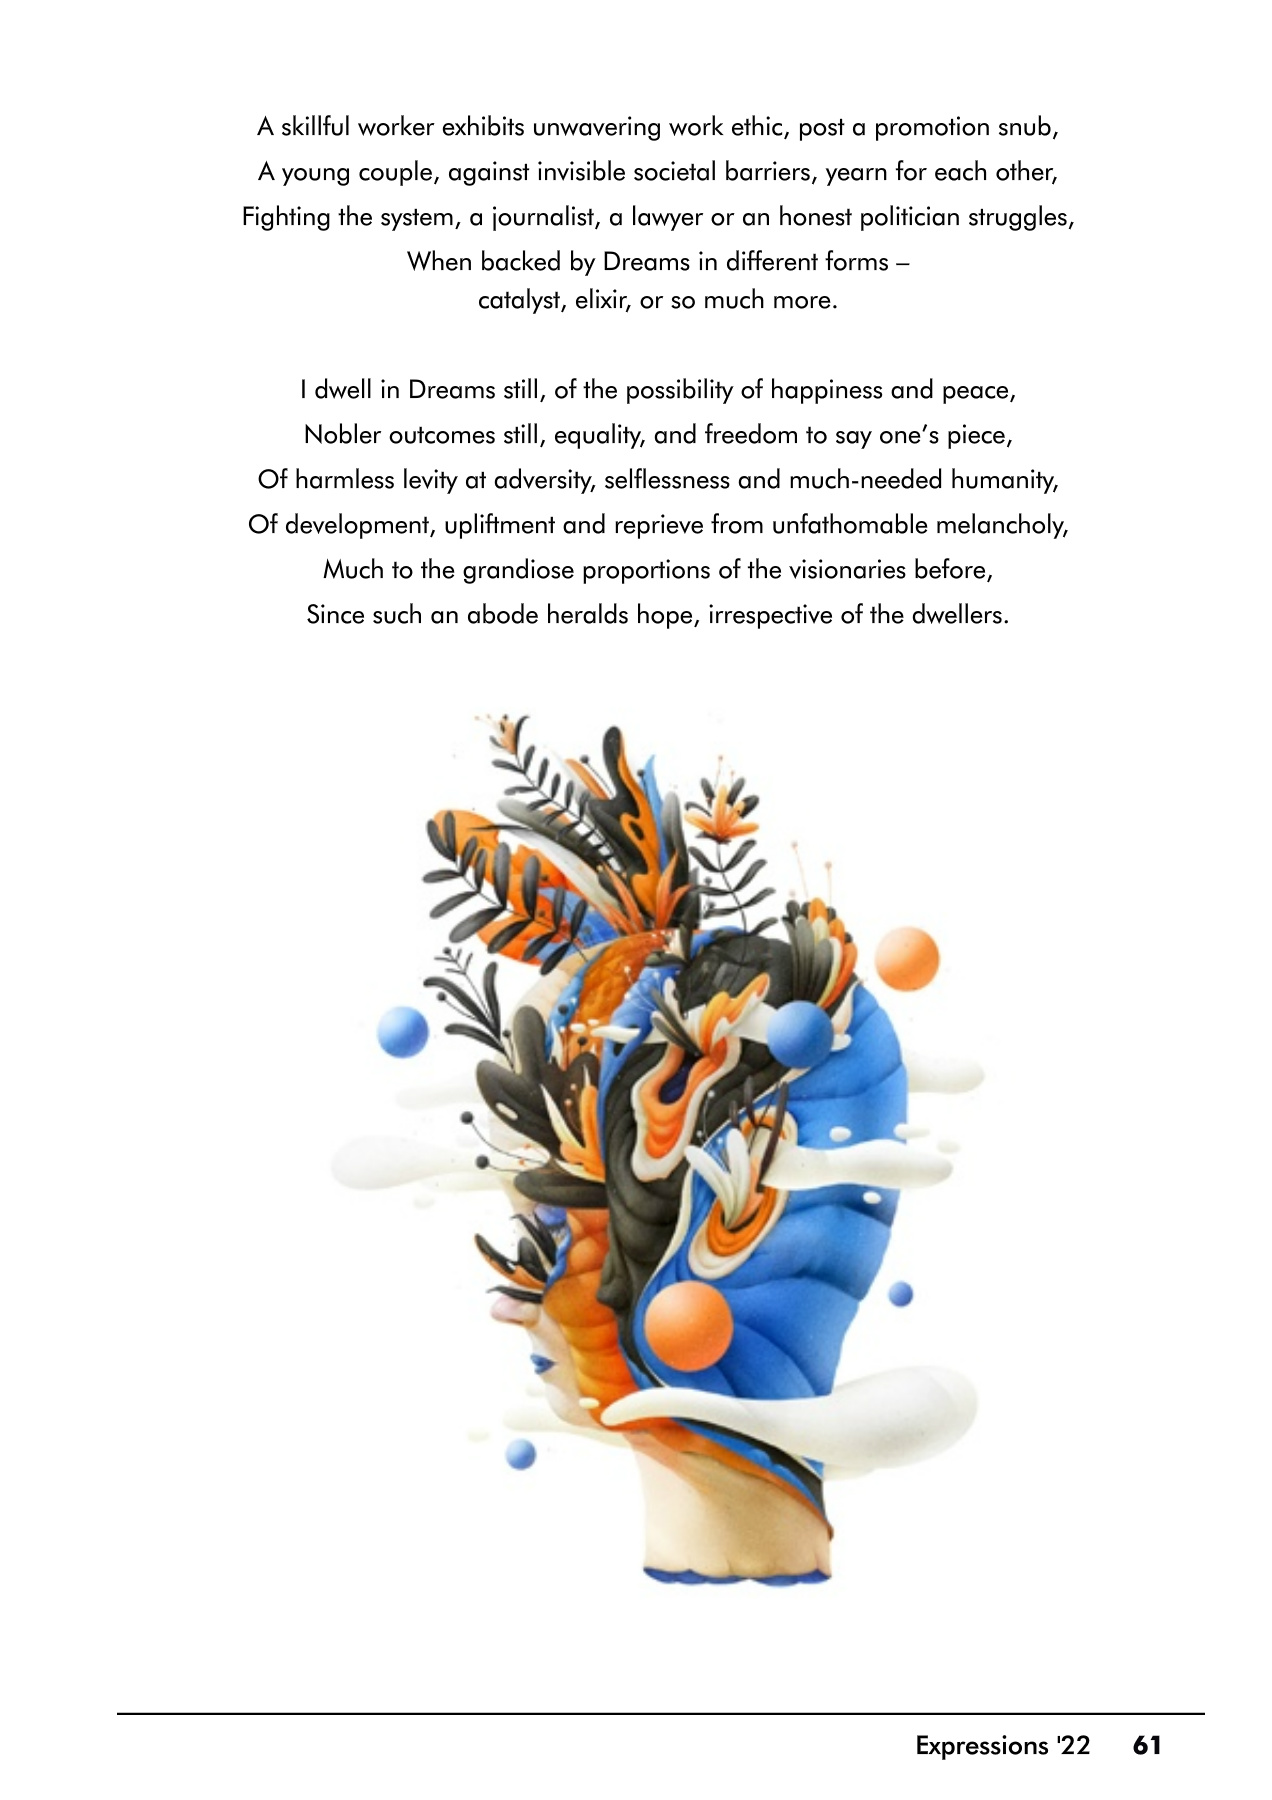 A skillful worker exhibits unwavering work ethic, post a promotion snub,
A young couple, against invisible societal barriers, yearn for each other,
Fighting the system, a journalist, a lawyer or an honest politician struggles,
When backed by Dreams in different forms –
catalyst, elixir, or so much more.
I dwell in Dreams still, of the possibility of happiness and peace,
Nobler outcomes still, equality, and freedom to say one’s piece,
Of harmless levity at adversity, selflessness and much-needed humanity,
Of development, upliftment and reprieve from unfathomable melancholy,
Much to the grandiose proportions of the visionaries before,
Since such an abode heralds hope, irrespective of the dwellers.
Expressions '22 61